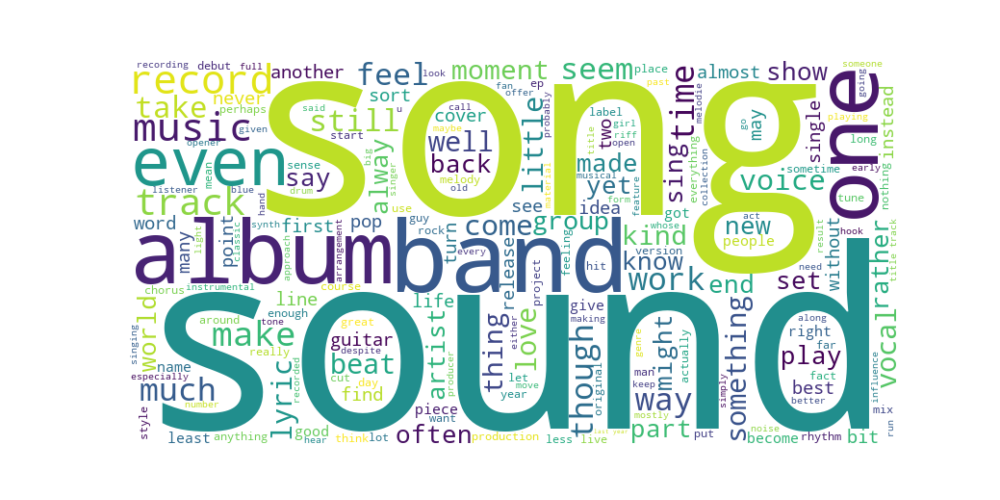 song
sound
album
band
one
even
music
record
track
take
feel
another
debut
full
recording
never
perhaps
given
opener
sort
still
start
said
u
look
fan
ep
offer
call
cover
maybe
well
back
melody
old
moment
seem
place
past
probably
little
see
material
label
girl
title
riff
two
open
made
musical
yet
form
idea
feature
time
sing
almost
show
someone
going
melodie
playing
go
may
single
long
early
everything
collection
sometime
voice
instead
nothing
tune
got
act
new
people
whose
hook
result
say
sense
mean
drum
big
singer
always
use
listener
blue
hand
word
many
light
point
classic
synth
first
approach
arrangement
pop
guy
rock
turn
every
come
group
feeling
hit
kind
version
know
work
end
set
need
without
rather
vocal
title track
world
chorus
instrumental
course
line
enough
around
tone
make
really
great
guitar
despite
beat
cut
day
find
life
artist
producer
release
project
thing
either
love
let
move
year
give
making
though
original
might
genre
man
keep
way
actually
mostly
simply
something
along
right
far
play
fact
best
better
influence
mix
run
bit
singing
name
especially
much
number
style
least
anything
lyric
recorded
good
hear
think
lot
often
piece
want
production
less
live
last year
part
put
noise
become
rhythm